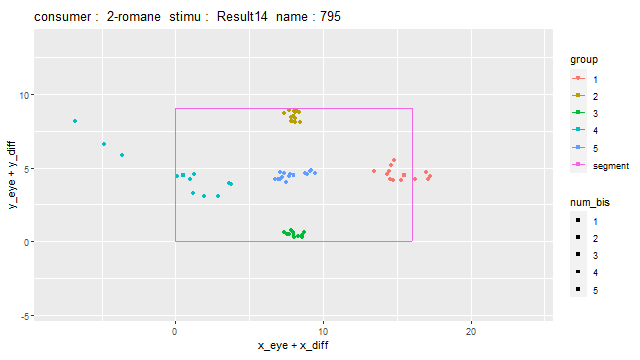 consumer :  2-romane  stimu :  Result14  name : 795
y_eye + y_diff
10
5
0
-5
0
10
20
x_eye + x_diff
group
1
2
3
4
5
segment
num_bis
1
2
3
4
5